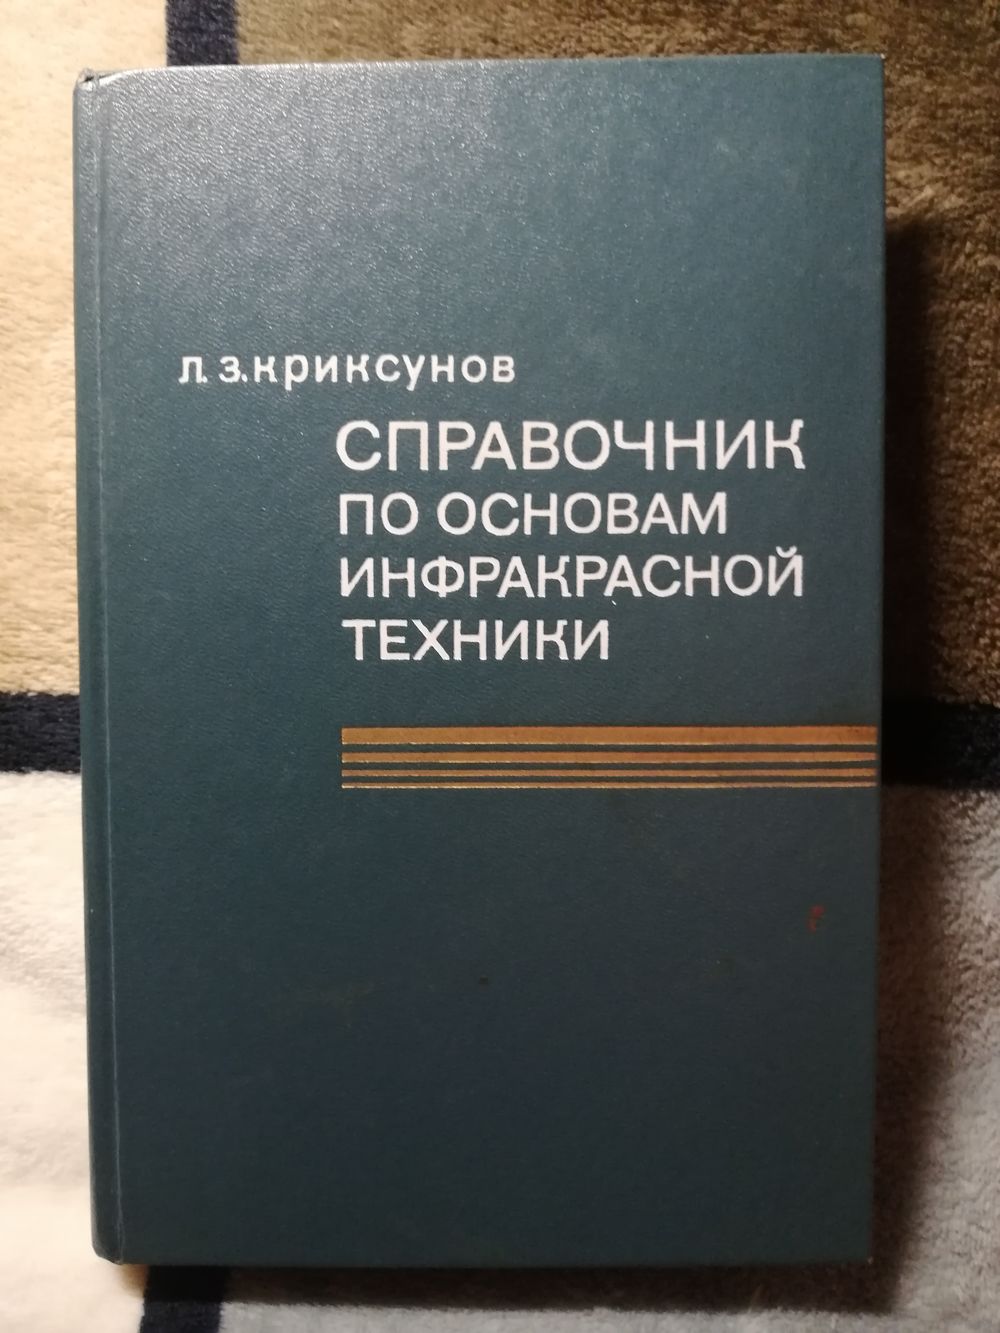 Л. З. Криксунов
СПРАВОЧНИК
ПО ОСНОВАМ
ИНФРАКРАСНОЙ
ТЕХНИКИ